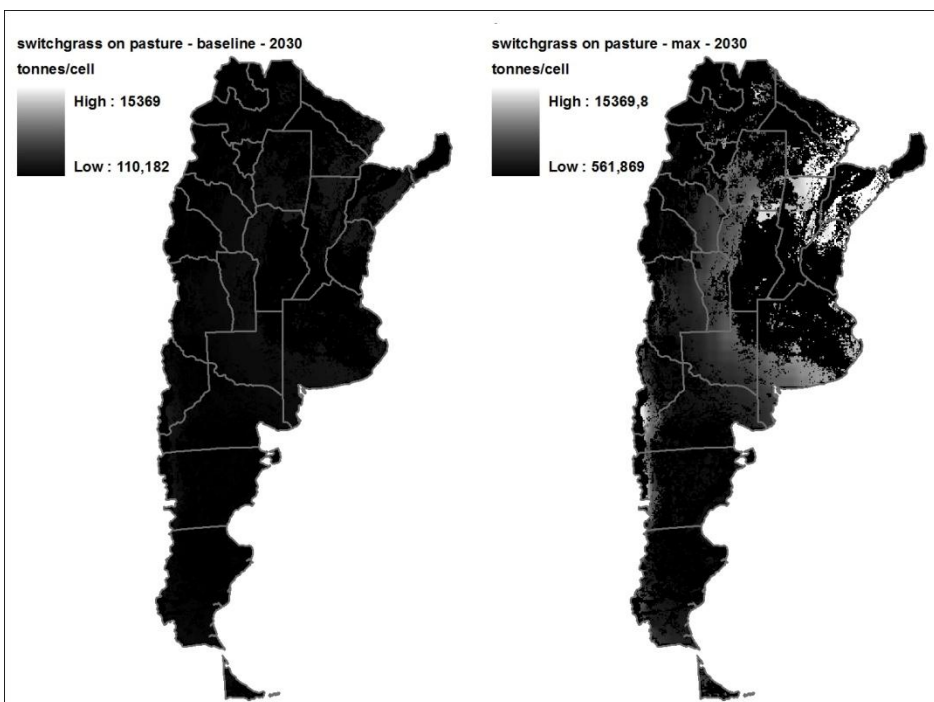 switchgrass on pasture - baseline - 2030
tonnes/cell
High : 15369
Low : 110,182
switchgrass on pasture - max - 2030
tonnes/cell
High : 15369,8
Low : 561,869